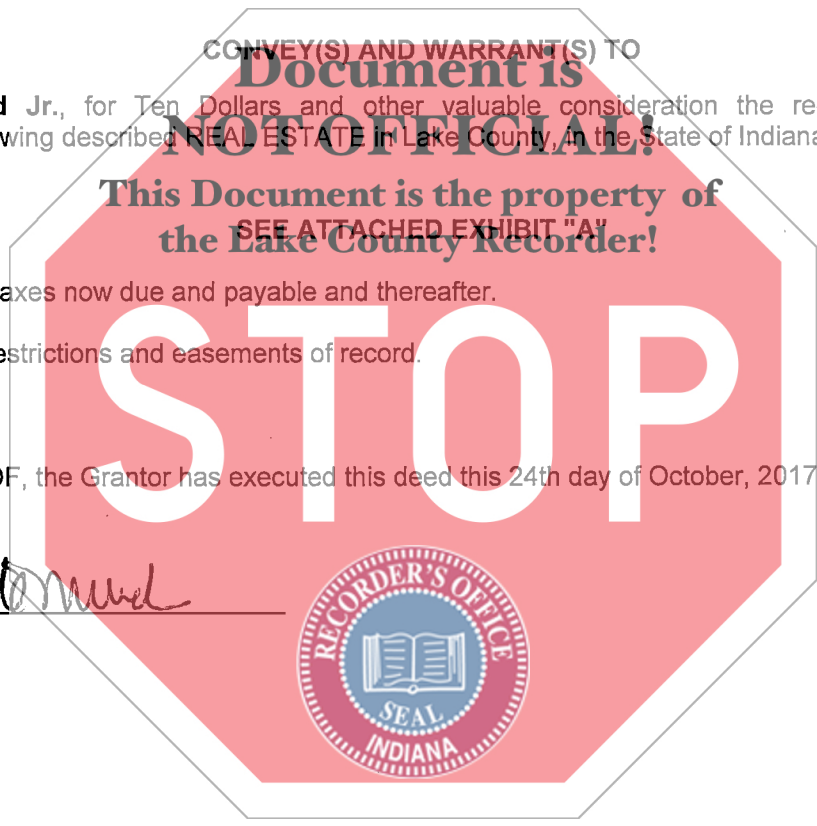 CONVEY(S) AND WARRANT(S) TO
Document is
d Jr., for Ten Dollars and other valuable consideration the re
wing described REAL ESTATE in Lake County, in the State of Indiana
NOT OFFICIAL!
This Document is the property of
SEE ATTACHED EXHIBIT "A"
the Lake County Recorder!
axes now due and payable and thereafter.
estrictions and easements of record.
STOP
OF, the Grantor has executed this deed this 24th day of October, 2017
RECORDER'S OFFICE
SEAL
INDIANA